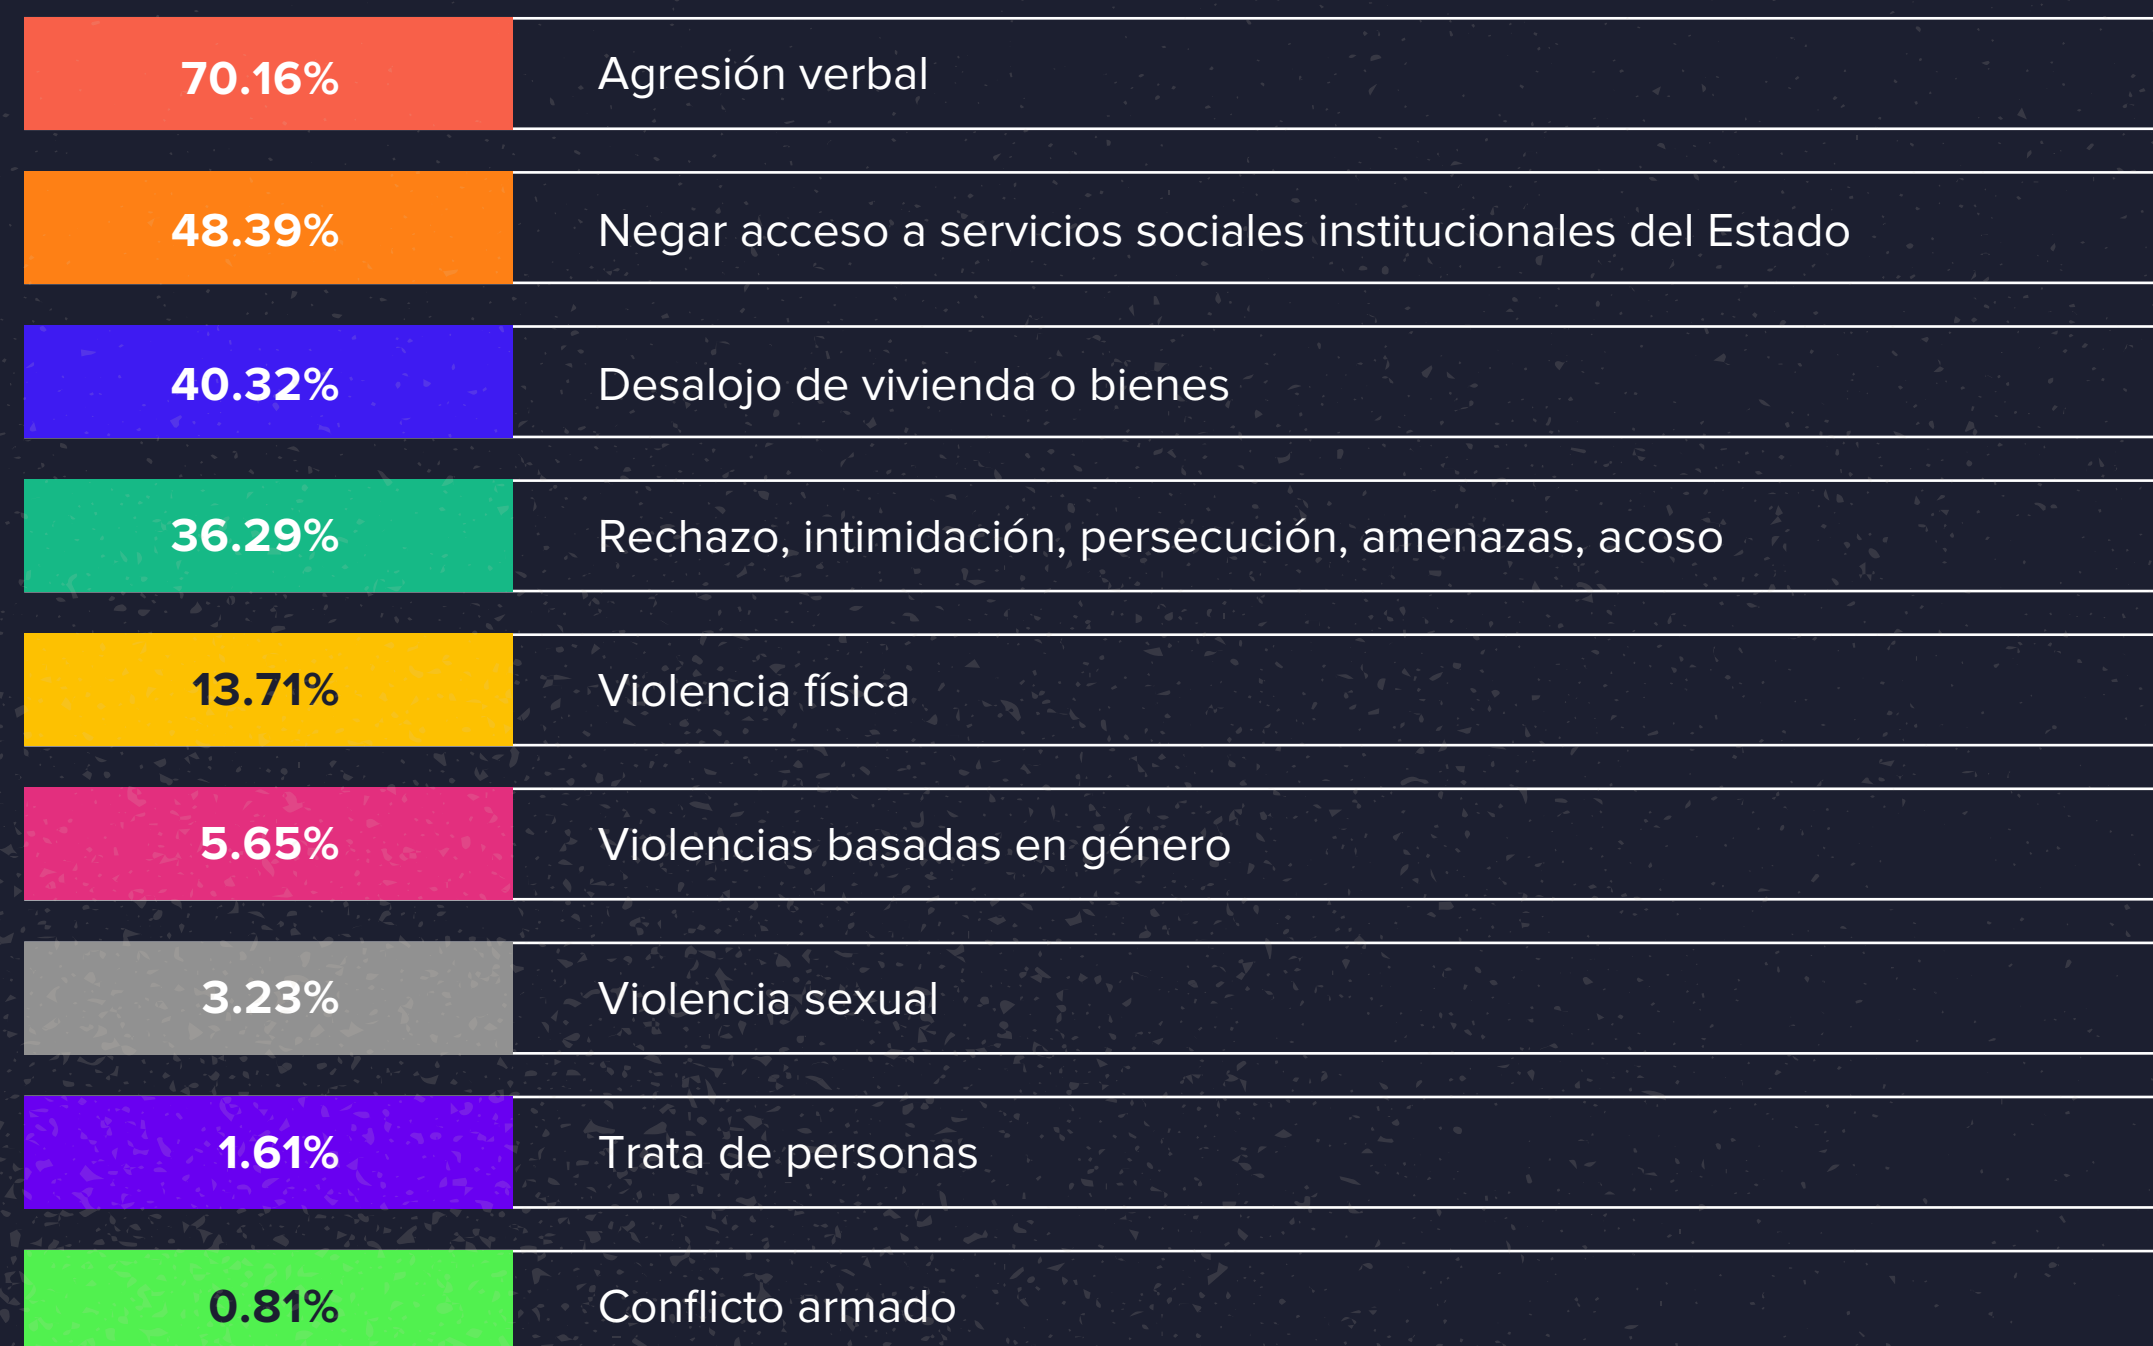 70.16% Agresión verbal
48.39% Negar acceso a servicios sociales institucionales del Estado
40.32% Desalojo de vivienda o bienes
36.29% Rechazo, intimidación, persecución, amenazas, acoso
13.71% Violencia física
5.65% Violencias basadas en género
3.23% Violencia sexual
1.61% Trata de personas
0.81% Conflicto armado